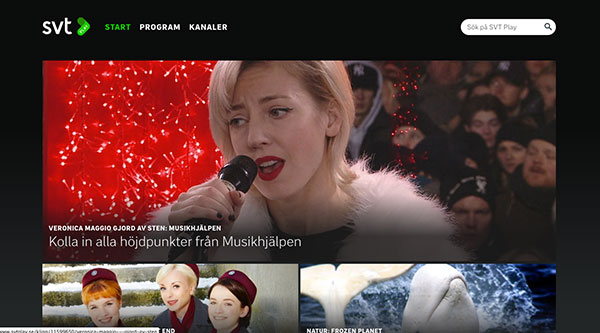 svt play
START PROGRAM KANALER
Sök på SVT Play
VERONICA MAGGIO GJORD AV STEN: MUSIKHJÄLPEN
Kolla in alla höjdpunkter från Musikhjälpen
END
NATUR: FROZEN PLANET